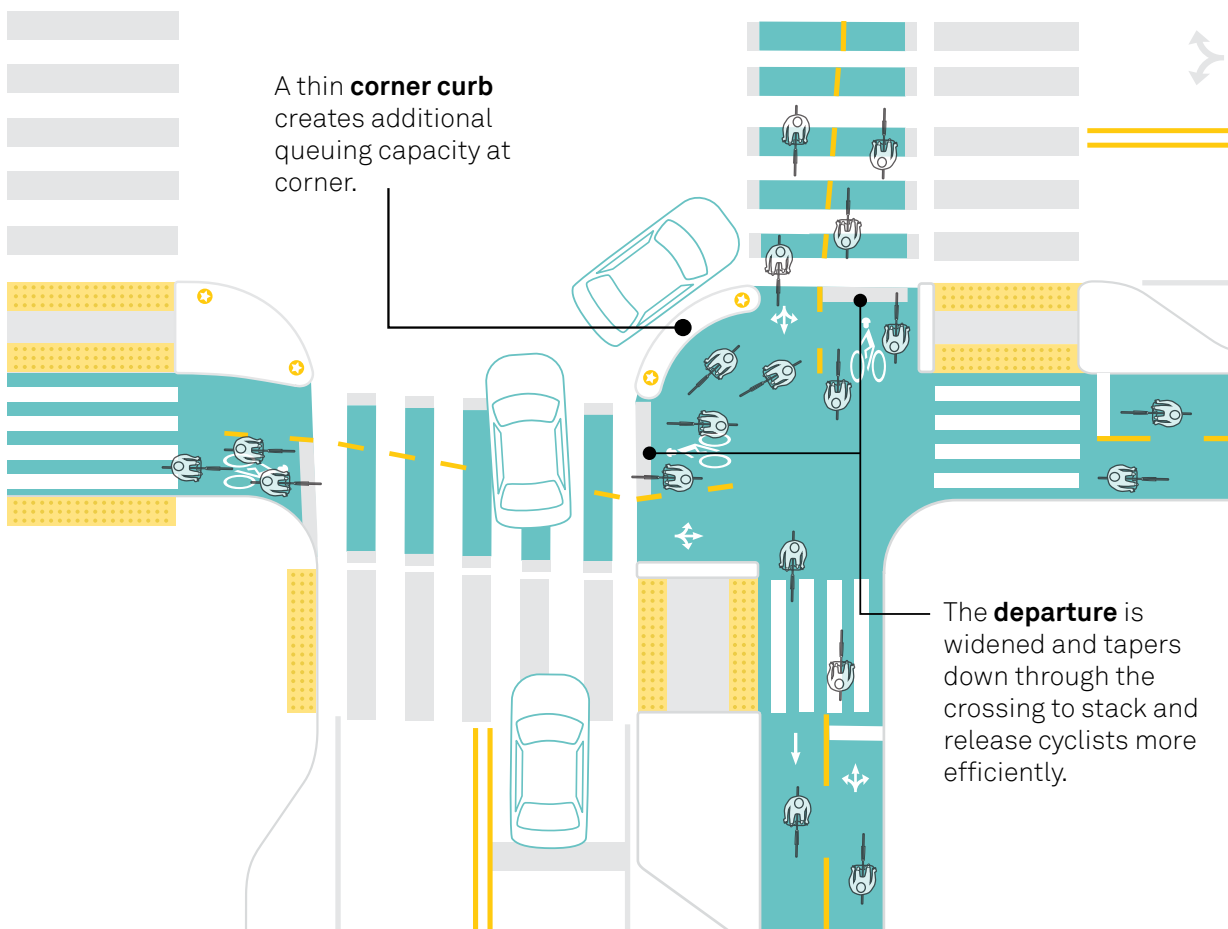 A thin corner curb
creates additional
queuing capacity at
corner.
The departure is
widened and tapers
down through the
crossing to stack and
release cyclists more
efficiently.